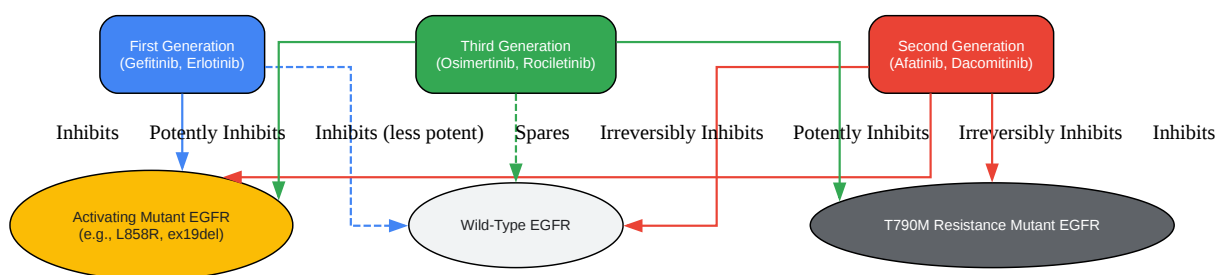 First Generation
(Gefitinib, Erlotinib)
Third Generation
(Osimertinib, Rociletinib)
Second Generation
(Afatinib, Dacomitinib)
Inhibits Potently Inhibits Inhibits (less potent) Spares Irreversibly Inhibits Potently Inhibits Irreversibly Inhibits Inhibits
Activating Mutant EGFR
(e.g., L858R, ex19del)
Wild-Type EGFR
T790M Resistance Mutant EGFR